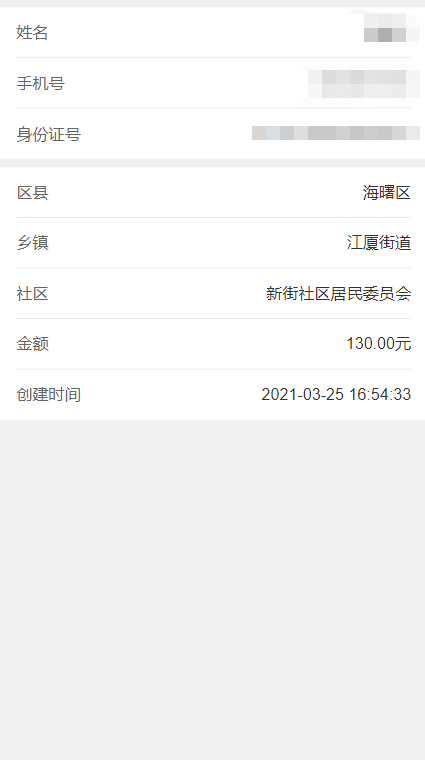 姓名
手机号
身份证号
区县 海曙区
乡镇 江厦街道
社区 新街社区居民委员会
金额 130.00元
创建时间 2021-03-25 16:54:33